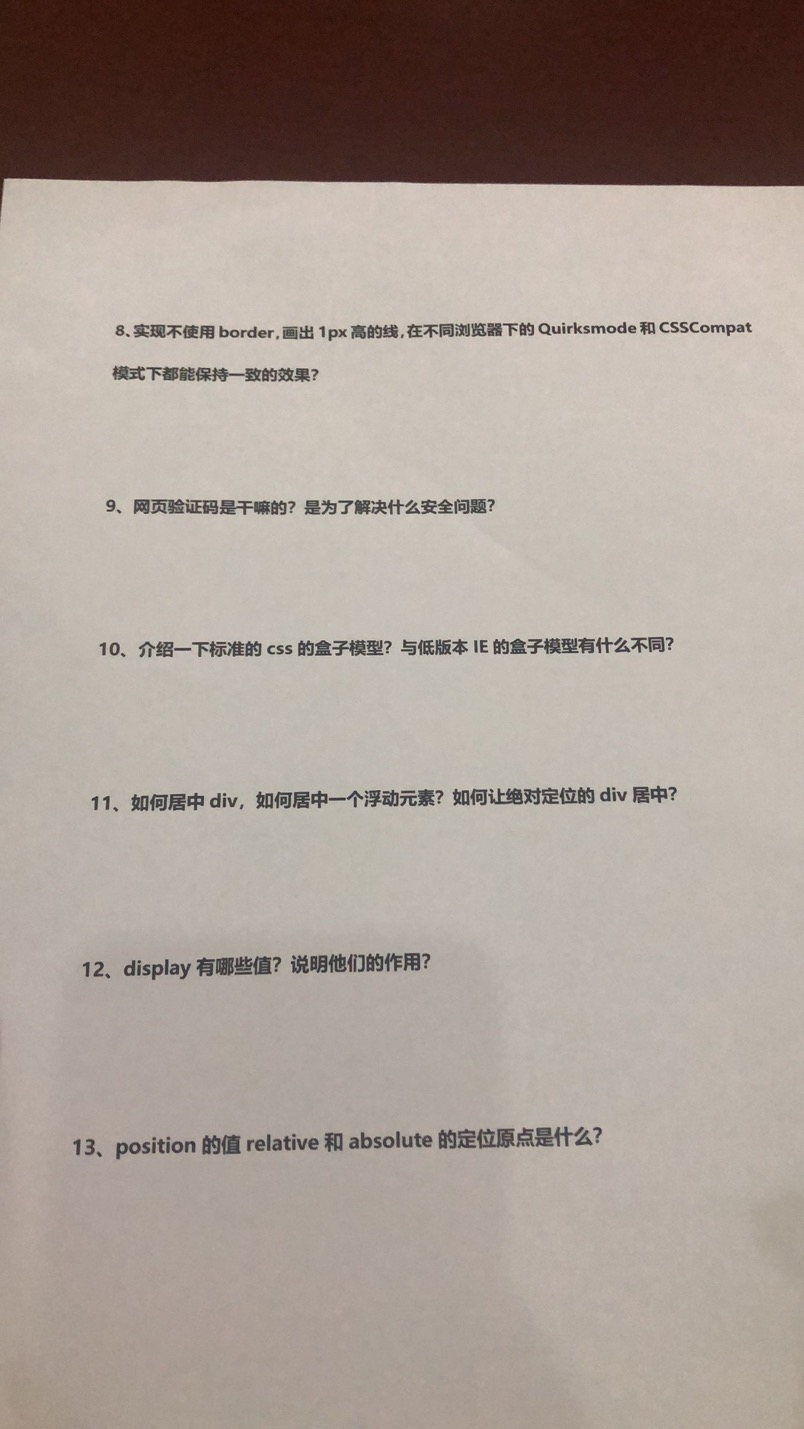 8、实现不使用 border,画出 1px 高的线,在不同浏览器下的 Quirksmode 和 CSSCompat
模式下都能保持一致的效果?
9、网页验证码是干嘛的?是为了解决什么安全问题?
10、介绍一下标准的 css 的盒子模型?与低版本 IE 的盒子模型有什么不同?
11、如何居中 div，如何居中一个浮动元素?如何让绝对定位的 div 居中?
12、display 有哪些值?说明他们的作用?
13、position 的值 relative 和 absolute 的定位原点是什么?